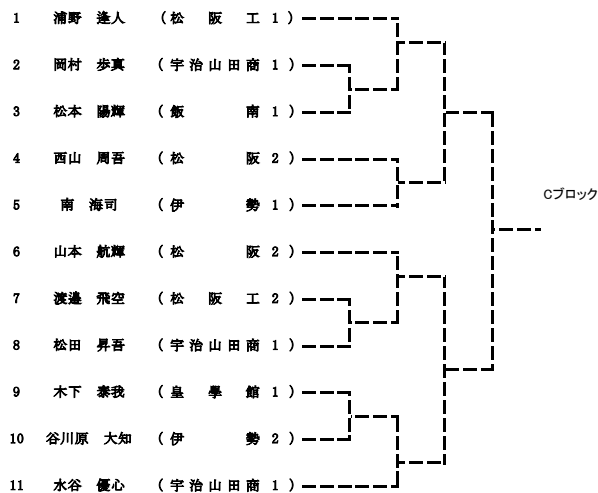 1 浦野 逢人 (松 阪 工 1)
2 岡村 歩真 (宇治山田商 1)
3 松本 陽輝 (飯 南 1)
4 西山 周吾 (松 阪 2)
5 南 海司 (伊 勢 1)
Cブロック
6 山本 航輝 (松 阪 2)
7 渡邉 飛空 (松 阪 工 2)
8 松田 昇吾 (宇治山田商 1)
9 木下 泰我 (皇 學 館 1)
10 谷川原 大知 (伊 勢 2)
11 水谷 優心 (宇治山田商 1)